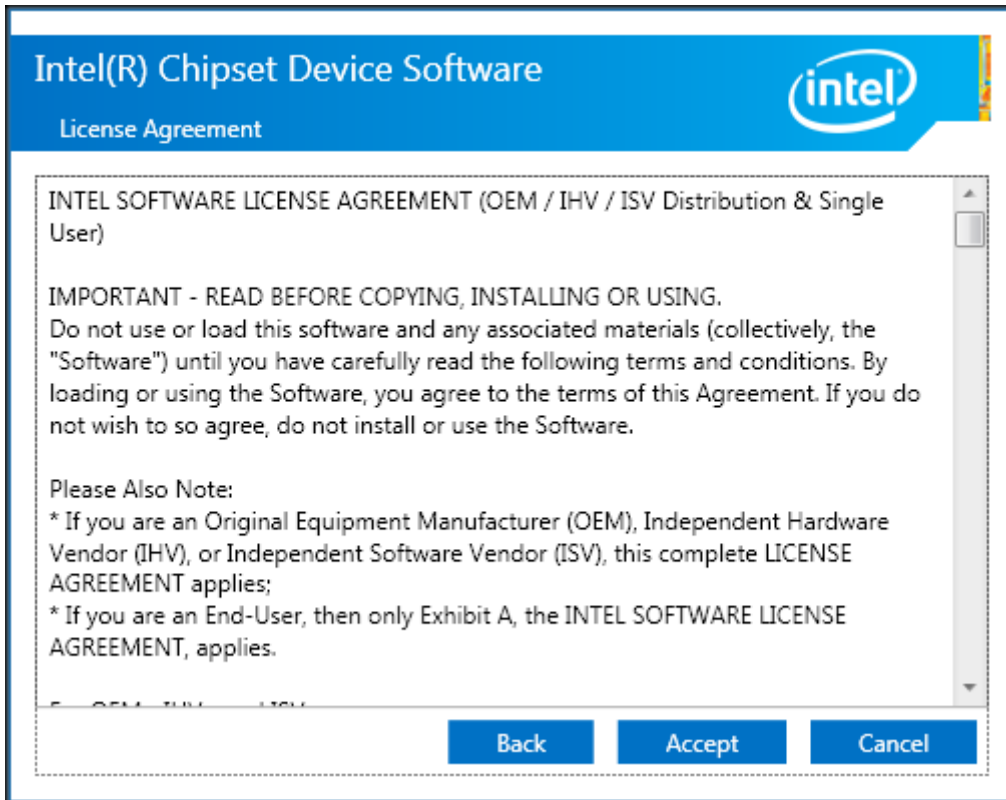 Intel(R) Chipset Device Software
intel
License Agreement
INTEL SOFTWARE LICENSE AGREEMENT (OEM / IHV / ISV Distribution & Single
User)
IMPORTANT - READ BEFORE COPYING, INSTALLING OR USING.
Do not use or load this software and any associated materials (collectively, the
"Software") until you have carefully read the following terms and conditions. By
loading or using the Software, you agree to the terms of this Agreement. If you do
not wish to so agree, do not install or use the Software.
Please Also Note:
* If you are an Original Equipment Manufacturer (OEM), Independent Hardware
Vendor (IHV), or Independent Software Vendor (ISV), this complete LICENSE
AGREEMENT applies;
* If you are an End-User, then only Exhibit A, the INTEL SOFTWARE LICENSE
AGREEMENT, applies.
Back
Accept
Cancel